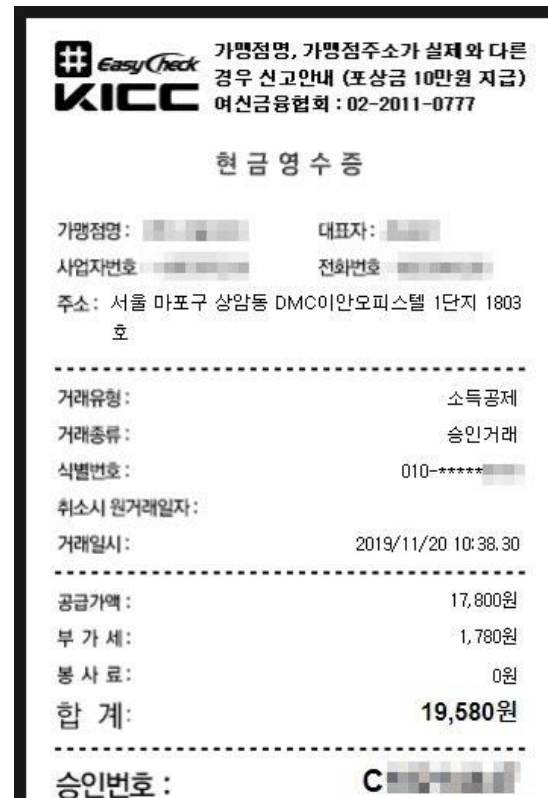 EasyCheck
KICC
가맹점명, 가맹점주소가 실제와 다른
경우 신고안내 (포상금 10만원 지급)
여신금융협회 : 02-2011-0777
현 금 영 수 증
가맹점명: 대표자:
사업자번호 전화번호
주소: 서울 마포구 상암동 DMC이안오피스텔 1단지 1803
호
거래유형: 소득공제
거래종류: 승인거래
식별번호: 010-*****
취소시 원거래일자:
거래일시: 2019/11/20 10:38.30
공급가액: 17,800원
부 가 세: 1,780원
봉 사 료: 0원
합 계: 19,580원
승인번호 : C